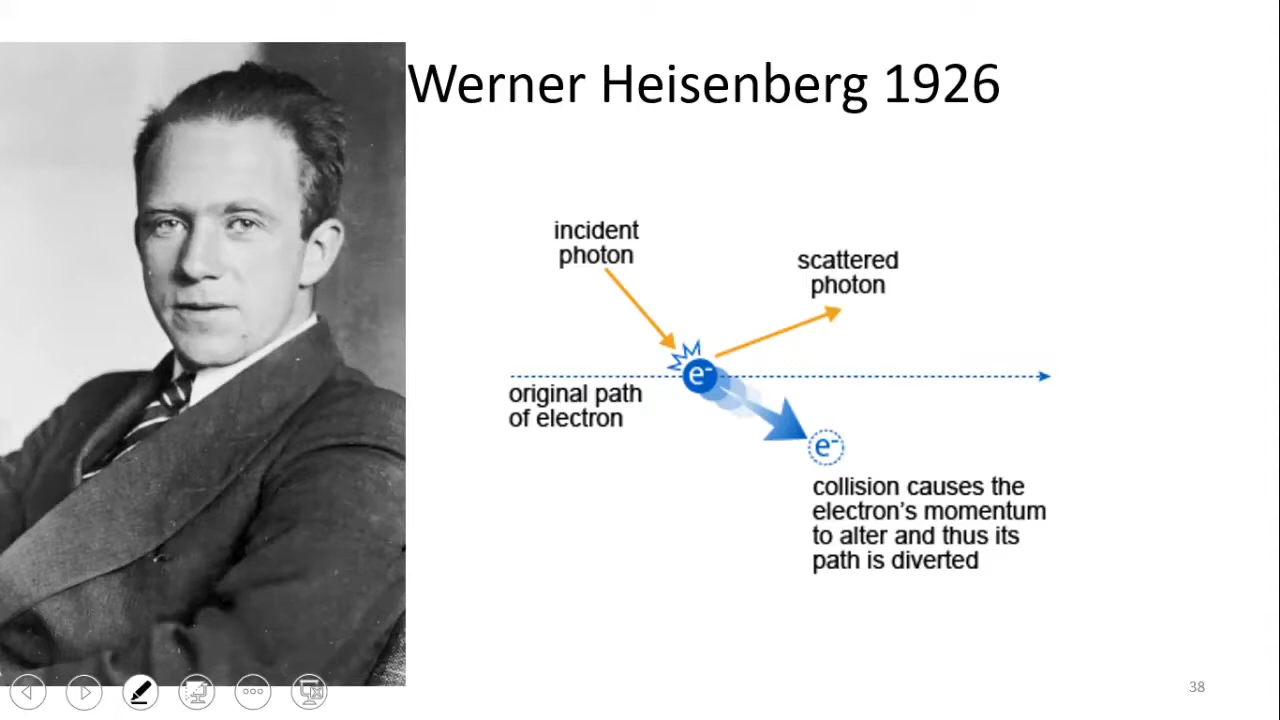 Werner Heisenberg 1926
incident
photon
scattered
photon
e-
original path
of electron
e-
collision causes the
electron's momentum
to alter and thus its
path is diverted
38